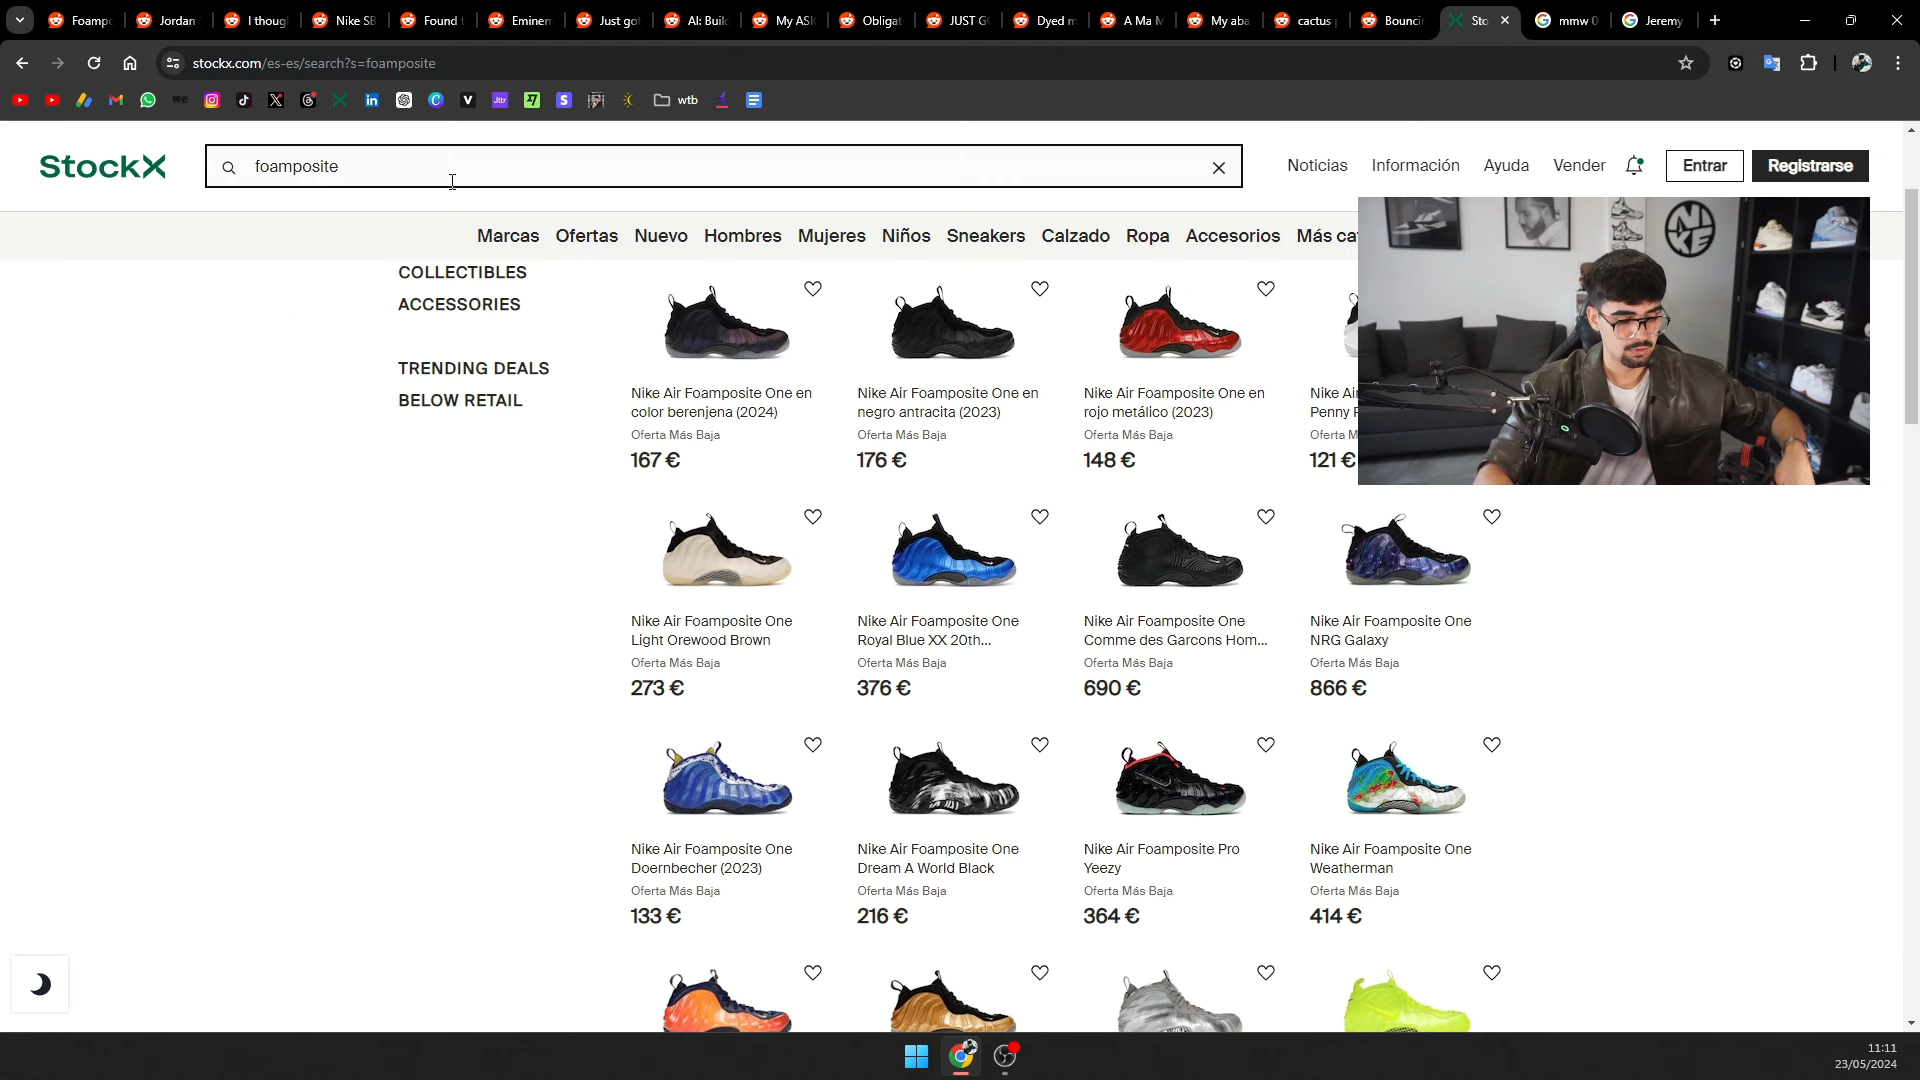 Foampo
Jordan
I though
Nike SB
Found t
Eminem
Just got
AI: Build
My ASI
Obligat
JUST G
Dyed m
A Ma M
My aba
cactus
Bouncin
Sto
mmw 0
Jeremy
stockx.com/es-es/search?s=foamposite
wtb
StockX
foamposite
Noticias
Información
Ayuda
Vender
Entrar
Registrarse
Marcas
Ofertas
Nuevo
Hombres
Mujeres
Niños
Sneakers
Calzado
Ropa
Accesorios
Más ca
COLLECTIBLES
ACCESSORIES
TRENDING DEALS
BELOW RETAIL
Nike Air Foamposite One en
color berenjena (2024)
Oferta Más Baja
167 €
Nike Air Foamposite One en
negro antracita (2023)
Oferta Más Baja
176 €
Nike Air Foamposite One en
rojo metálico (2023)
Oferta Más Baja
148 €
Nike Air
Penny
Oferta M
121 €
Nike Air Foamposite One
Light Orewood Brown
Oferta Más Baja
273 €
Nike Air Foamposite One
Royal Blue XX 20th...
Oferta Más Baja
376 €
Nike Air Foamposite One
Comme des Garcons Hom...
Oferta Más Baja
690 €
Nike Air Foamposite One
NRG Galaxy
Oferta Más Baja
866 €
Nike Air Foamposite One
Doernbecher (2023)
Oferta Más Baja
133 €
Nike Air Foamposite One
Dream A World Black
Oferta Más Baja
216 €
Nike Air Foamposite Pro
Yeezy
Oferta Más Baja
364 €
Nike Air Foamposite One
Weatherman
Oferta Más Baja
414 €
11:11
23/05/2024